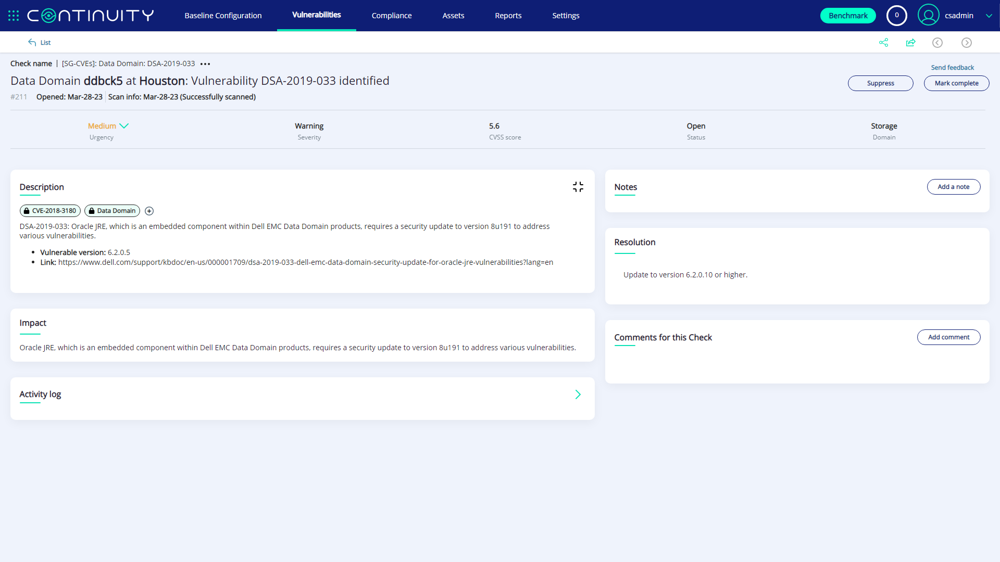 CONTINUITY
Baseline Configuration
Vulnerabilities
Compliance
Assets
Reports
Settings
Benchmark
0
csadmin
List
Check name | [SG-CVEs]: Data Domain: DSA-2019-033 •••
Send feedback
Data Domain ddbck5 at Houston: Vulnerability DSA-2019-033 identified
Suppress
Mark complete
#211 Opened: Mar-28-23 Scan info: Mar-28-23 (Successfully scanned)
Medium
Urgency
Warning
Severity
5.6
CVSS score
Open
Status
Storage
Domain
Description
CVE-2018-3180
Data Domain
DSA-2019-033: Oracle JRE, which is an embedded component within Dell EMC Data Domain products, requires a security update to version 8u191 to address
various vulnerabilities.
• Vulnerable version: 6.2.0.5
• Link: https://www.dell.com/support/kbdoc/en-us/000001709/dsa-2019-033-dell-emc-data-domain-security-update-for-oracle-jre-vulnerabilities?lang=en
Impact
Oracle JRE, which is an embedded component within Dell EMC Data Domain products, requires a security update to version 8u191 to address various vulnerabilities.
Activity log
Notes
Add a note
Resolution
Update to version 6.2.0.10 or higher.
Comments for this Check
Add comment